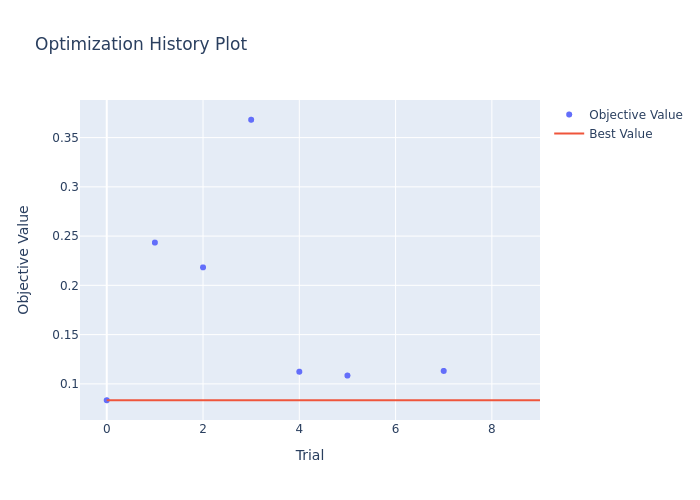 Optimization History Plot
Objective Value
Best Value
0.35
0.3
0.25
0.2
0.15
0.1
Objective Value
0 2 4 6 8
Trial